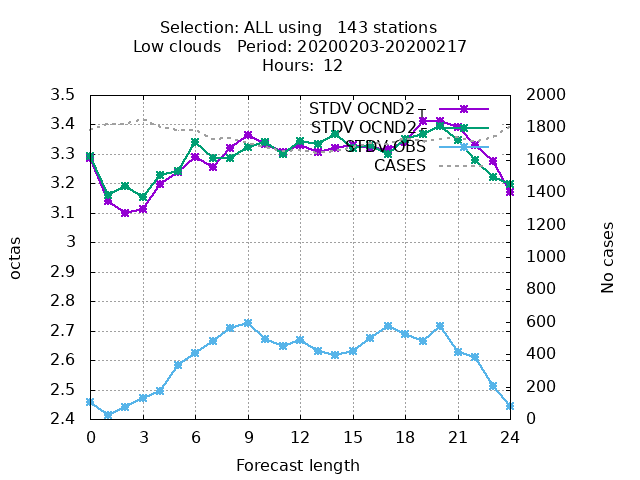 Selection: ALL using 143 stations
Low clouds Period: 20200203-20200217
Hours: 12
STDV OCND2
STDV OCND2
STDV OBS
CASES
3.5
3.4
3.3
3.2
3.1
3
2.9
2.8
2.7
2.6
2.5
2.4
octas
2000
1800
1600
1400
1200
1000
800
600
400
200
0
No cases
0 3 6 9 12 15 18 21 24
Forecast length